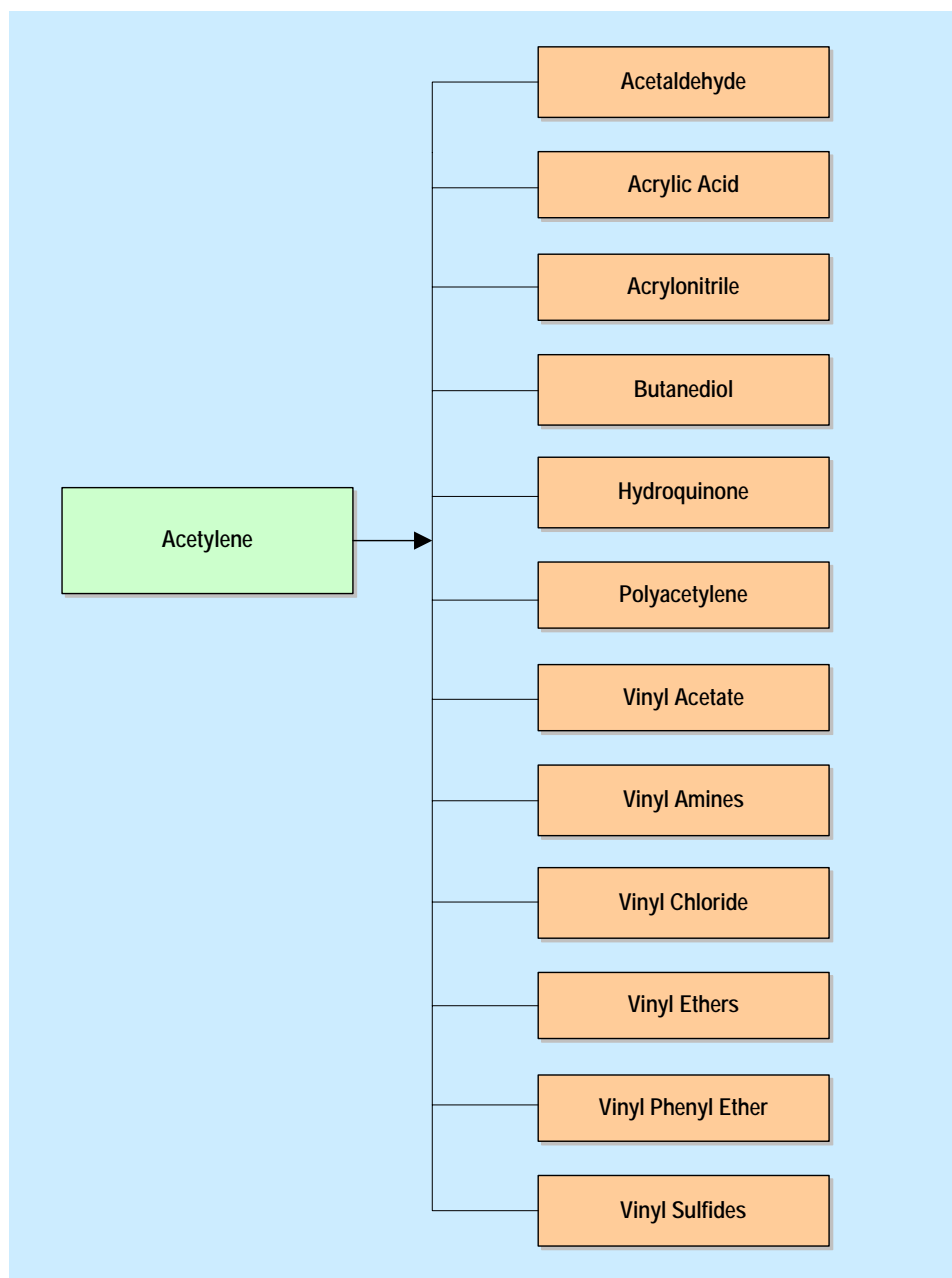 Acetaldehyde
Acrylic Acid
Acrylonitrile
Butanediol
Hydroquinone
Acetylene
Polyacetylene
Vinyl Acetate
Vinyl Amines
Vinyl Chloride
Vinyl Ethers
Vinyl Phenyl Ether
Vinyl Sulfides